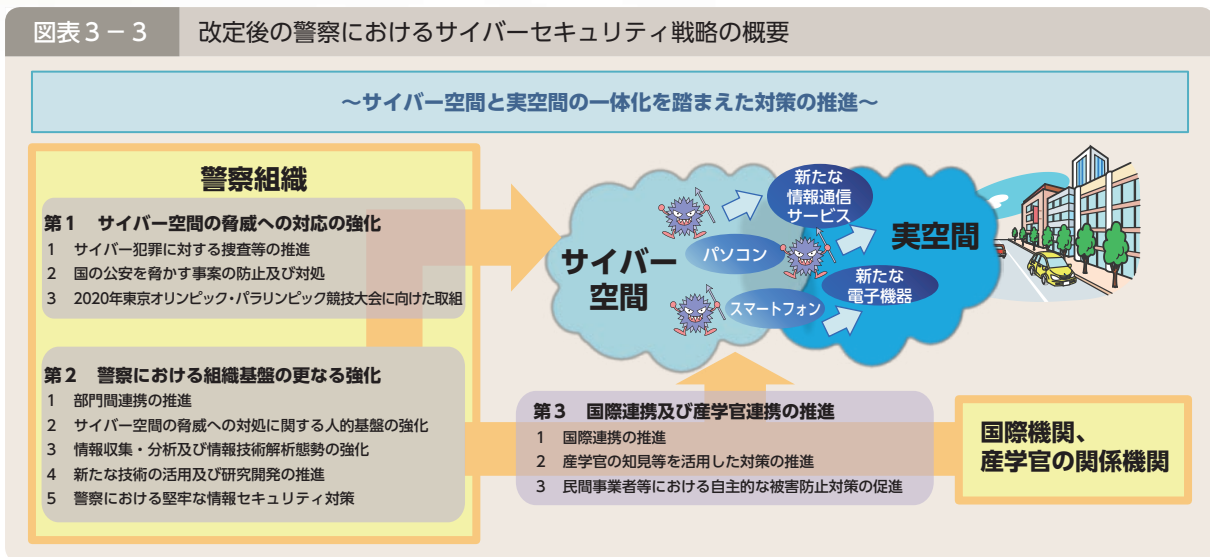 図表3-3
改定後の警察におけるサイバーセキュリティ戦略の概要
～サイバー空間と実空間の一体化を踏まえた対策の推進～
警察組織
第1 サイバー空間の脅威への対応の強化
1 サイバー犯罪に対する捜査等の推進
2 国の公安を脅かす事案の防止及び対処
3 2020年東京オリンピック・パラリンピック競技大会に向けた取組
第2 警察における組織基盤の更なる強化
1 部門間連携の推進
2 サイバー空間の脅威への対処に関する人的基盤の強化
3 情報収集・分析及び情報技術解析態勢の強化
4 新たな技術の活用及び研究開発の推進
5 警察における堅牢な情報セキュリティ対策
サイバー
空間
新たな
情報通信
サービス
パソコン
スマートフォン
新たな
電子機器
実空間
第3 国際連携及び産学官連携の推進
1 国際連携の推進
2 産学官の知見等を活用した対策の推進
3 民間事業者等における自主的な被害防止対策の促進
国際機関、
産学官の関係機関